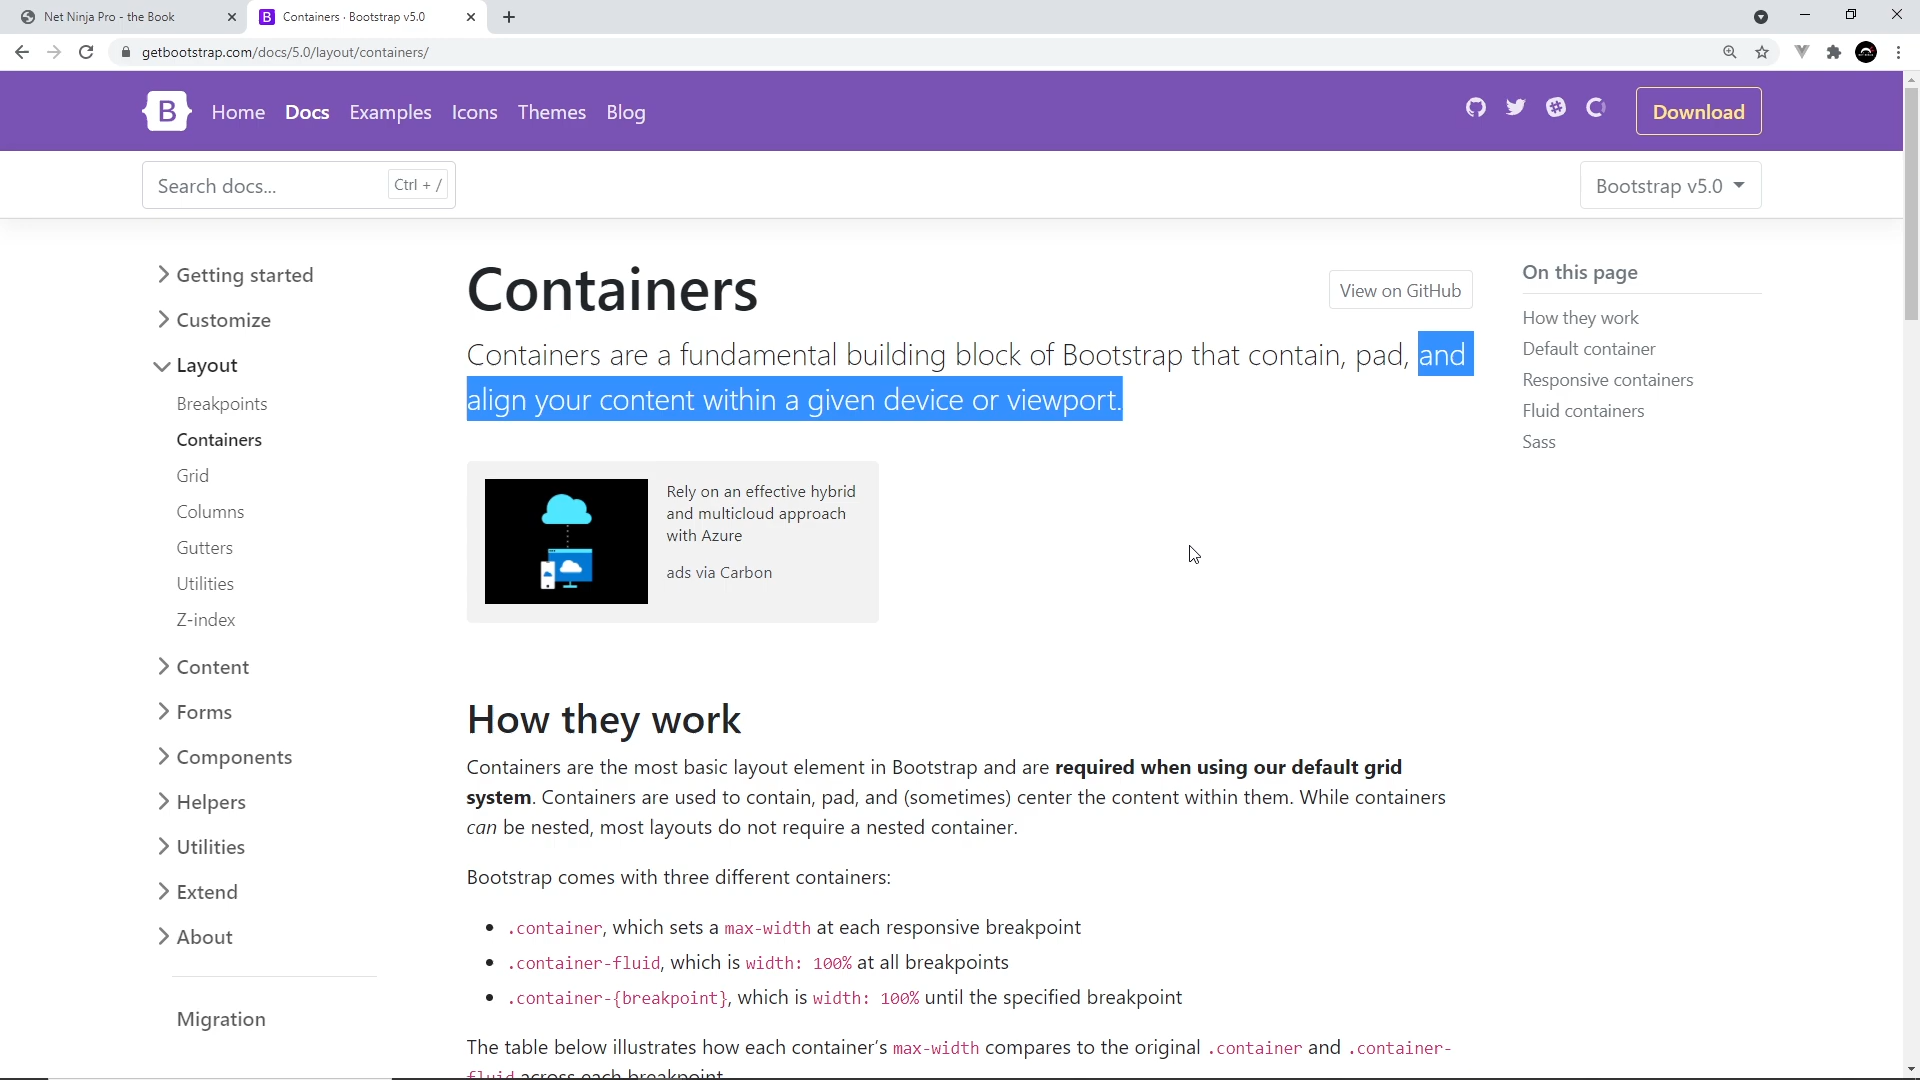 Net Ninja Pro - the Book
Containers · Bootstrap v5.0
getbootstrap.com/docs/5.0/layout/containers/
B Home Docs Examples Icons Themes Blog
Download
Search docs... Ctrl + /
Bootstrap v5.0
Getting started
Customize
Layout
Breakpoints
Containers
Grid
Columns
Gutters
Utilities
Z-index
Content
Forms
Components
Helpers
Utilities
Extend
About
Migration
Containers
View on GitHub
Containers are a fundamental building block of Bootstrap that contain, pad, and
align your content within a given device or viewport.
Rely on an effective hybrid
and multicloud approach
with Azure
ads via Carbon
How they work
Containers are the most basic layout element in Bootstrap and are required when using our default grid
system. Containers are used to contain, pad, and (sometimes) center the content within them. While containers
can be nested, most layouts do not require a nested container.
Bootstrap comes with three different containers:
.container, which sets a max-width at each responsive breakpoint
.container-fluid, which is width: 100% at all breakpoints
.container-{breakpoint}, which is width: 100% until the specified breakpoint
The table below illustrates how each container's max-width compares to the original .container and .container-
fluid across each breakpoint.
On this page
How they work
Default container
Responsive containers
Fluid containers
Sass